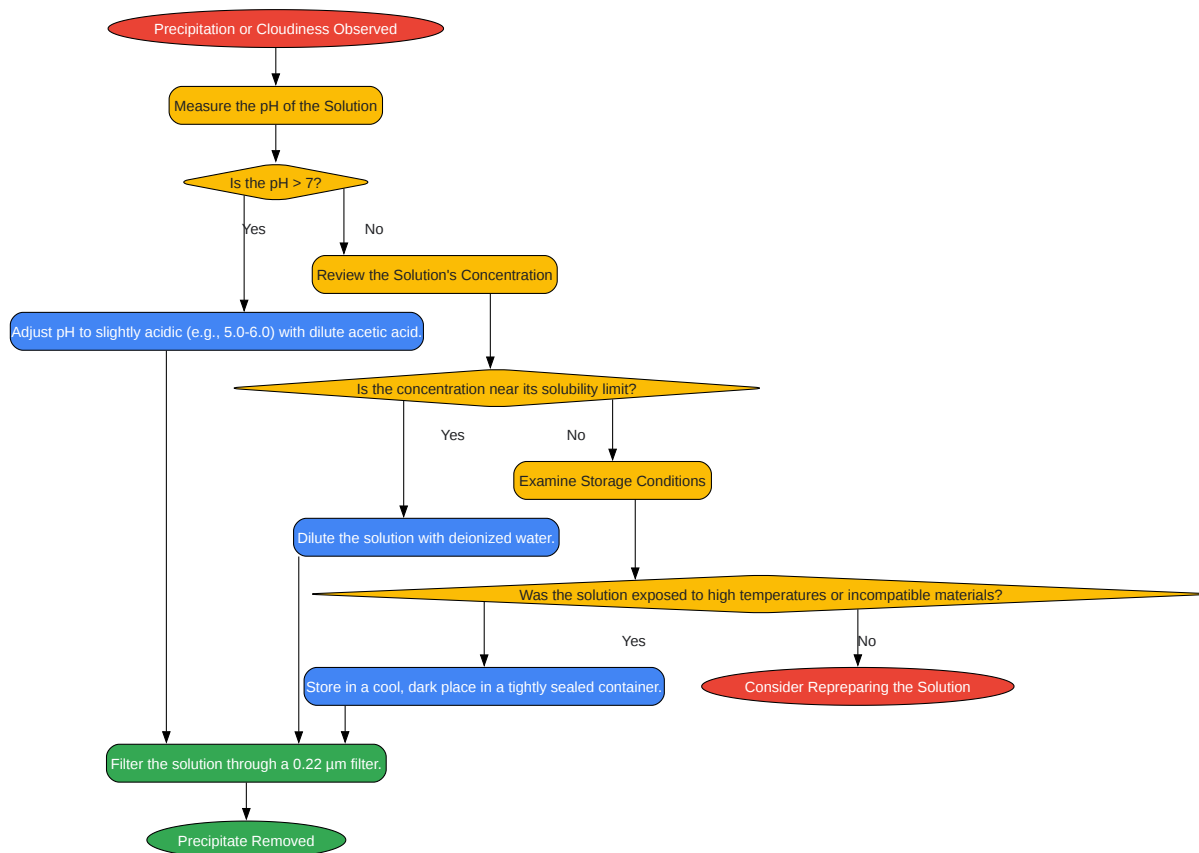 Precipitation or Cloudiness Observed
Measure the pH of the Solution
Is the pH > 7?
Yes
No
Review the Solution's Concentration
Adjust pH to slightly acidic (e.g., 5.0-6.0) with dilute acetic acid.
Is the concentration near its solubility limit?
Yes
No
Examine Storage Conditions
Dilute the solution with deionized water.
Was the solution exposed to high temperatures or incompatible materials?
Yes
No
Store in a cool, dark place in a tightly sealed container.
Consider Repreparing the Solution
Filter the solution through a 0.22 µm filter.
Precipitate Removed